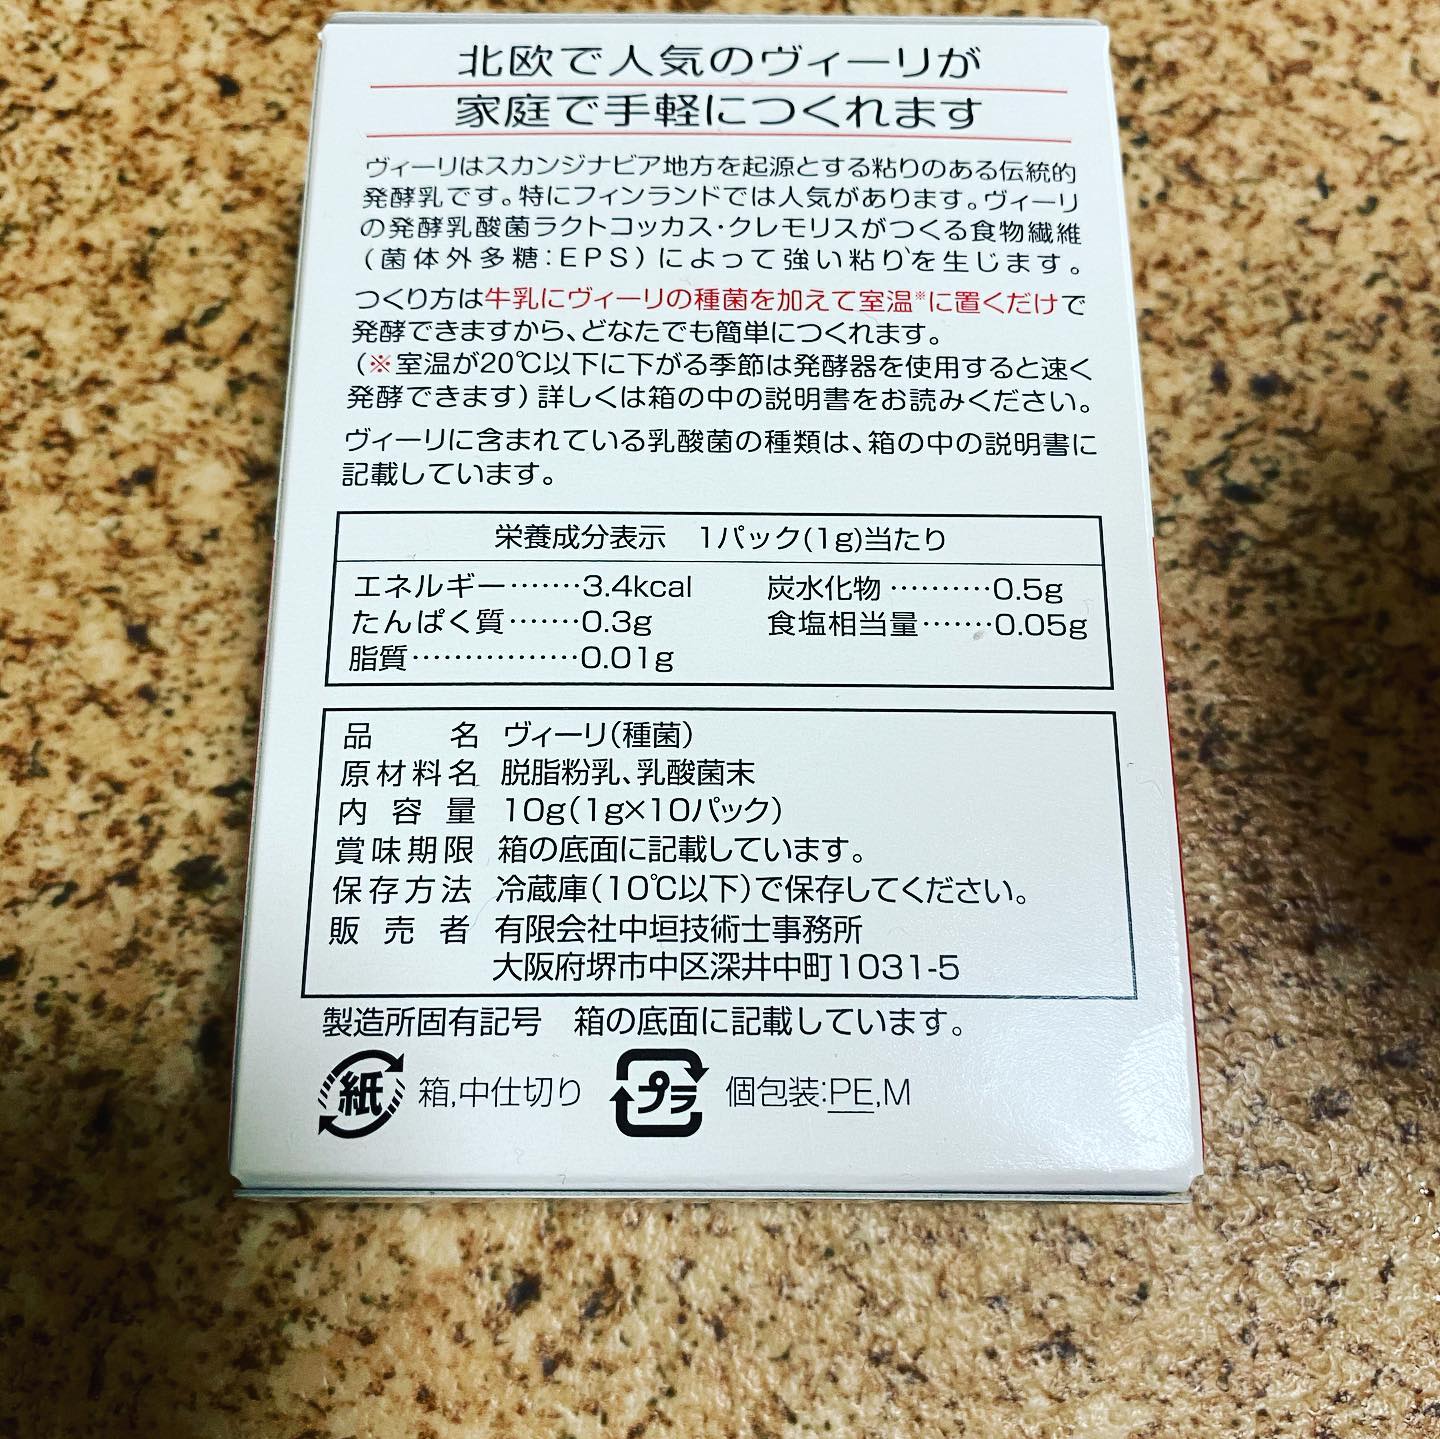 北欧で人気のヴィーリが
家庭で手軽につくれます
ヴィーリはスカンジナビア地方を起源とする粘りのある伝統的
発酵乳です。特にフィンランドでは人気があります。ヴィーリ
の発酵乳酸菌ラクトコッカス・クレモリスがつくる食物繊維
(菌体外多糖:EPS)によって強い粘りを生じます。
つくり方は牛乳にヴィーリの種菌を加えて室温※に置くだけで
発酵できますから、どなたでも簡単につくれます。
(※室温が20℃以下に下がる季節は発酵器を使用すると速く
発酵できます)詳しくは箱の中の説明書をお読みください。
ヴィーリに含まれている乳酸菌の種類は、箱の中の説明書に
記載しています。
栄養成分表示 1パック(1g)当たり
エネルギー‥‥‥‥3.4kcal 炭水化物‥‥‥‥‥0.5g
たんぱく質‥‥‥‥0.3g 食塩相当量‥‥‥‥0.05g
脂質‥‥‥‥‥‥‥‥0.01g
品名 ヴィーリ(種菌)
原材料名 脱脂粉乳、乳酸菌末
内容量 10g(1g×10パック)
賞味期限 箱の底面に記載しています。
保存方法 冷蔵庫(10℃以下)で保存してください。
販売者 有限会社中垣技術士事務所
大阪府堺市中区深井中町1031-5
製造所固有記号 箱の底面に記載しています。
紙 箱,中仕切り プラ 個包装:PE,M